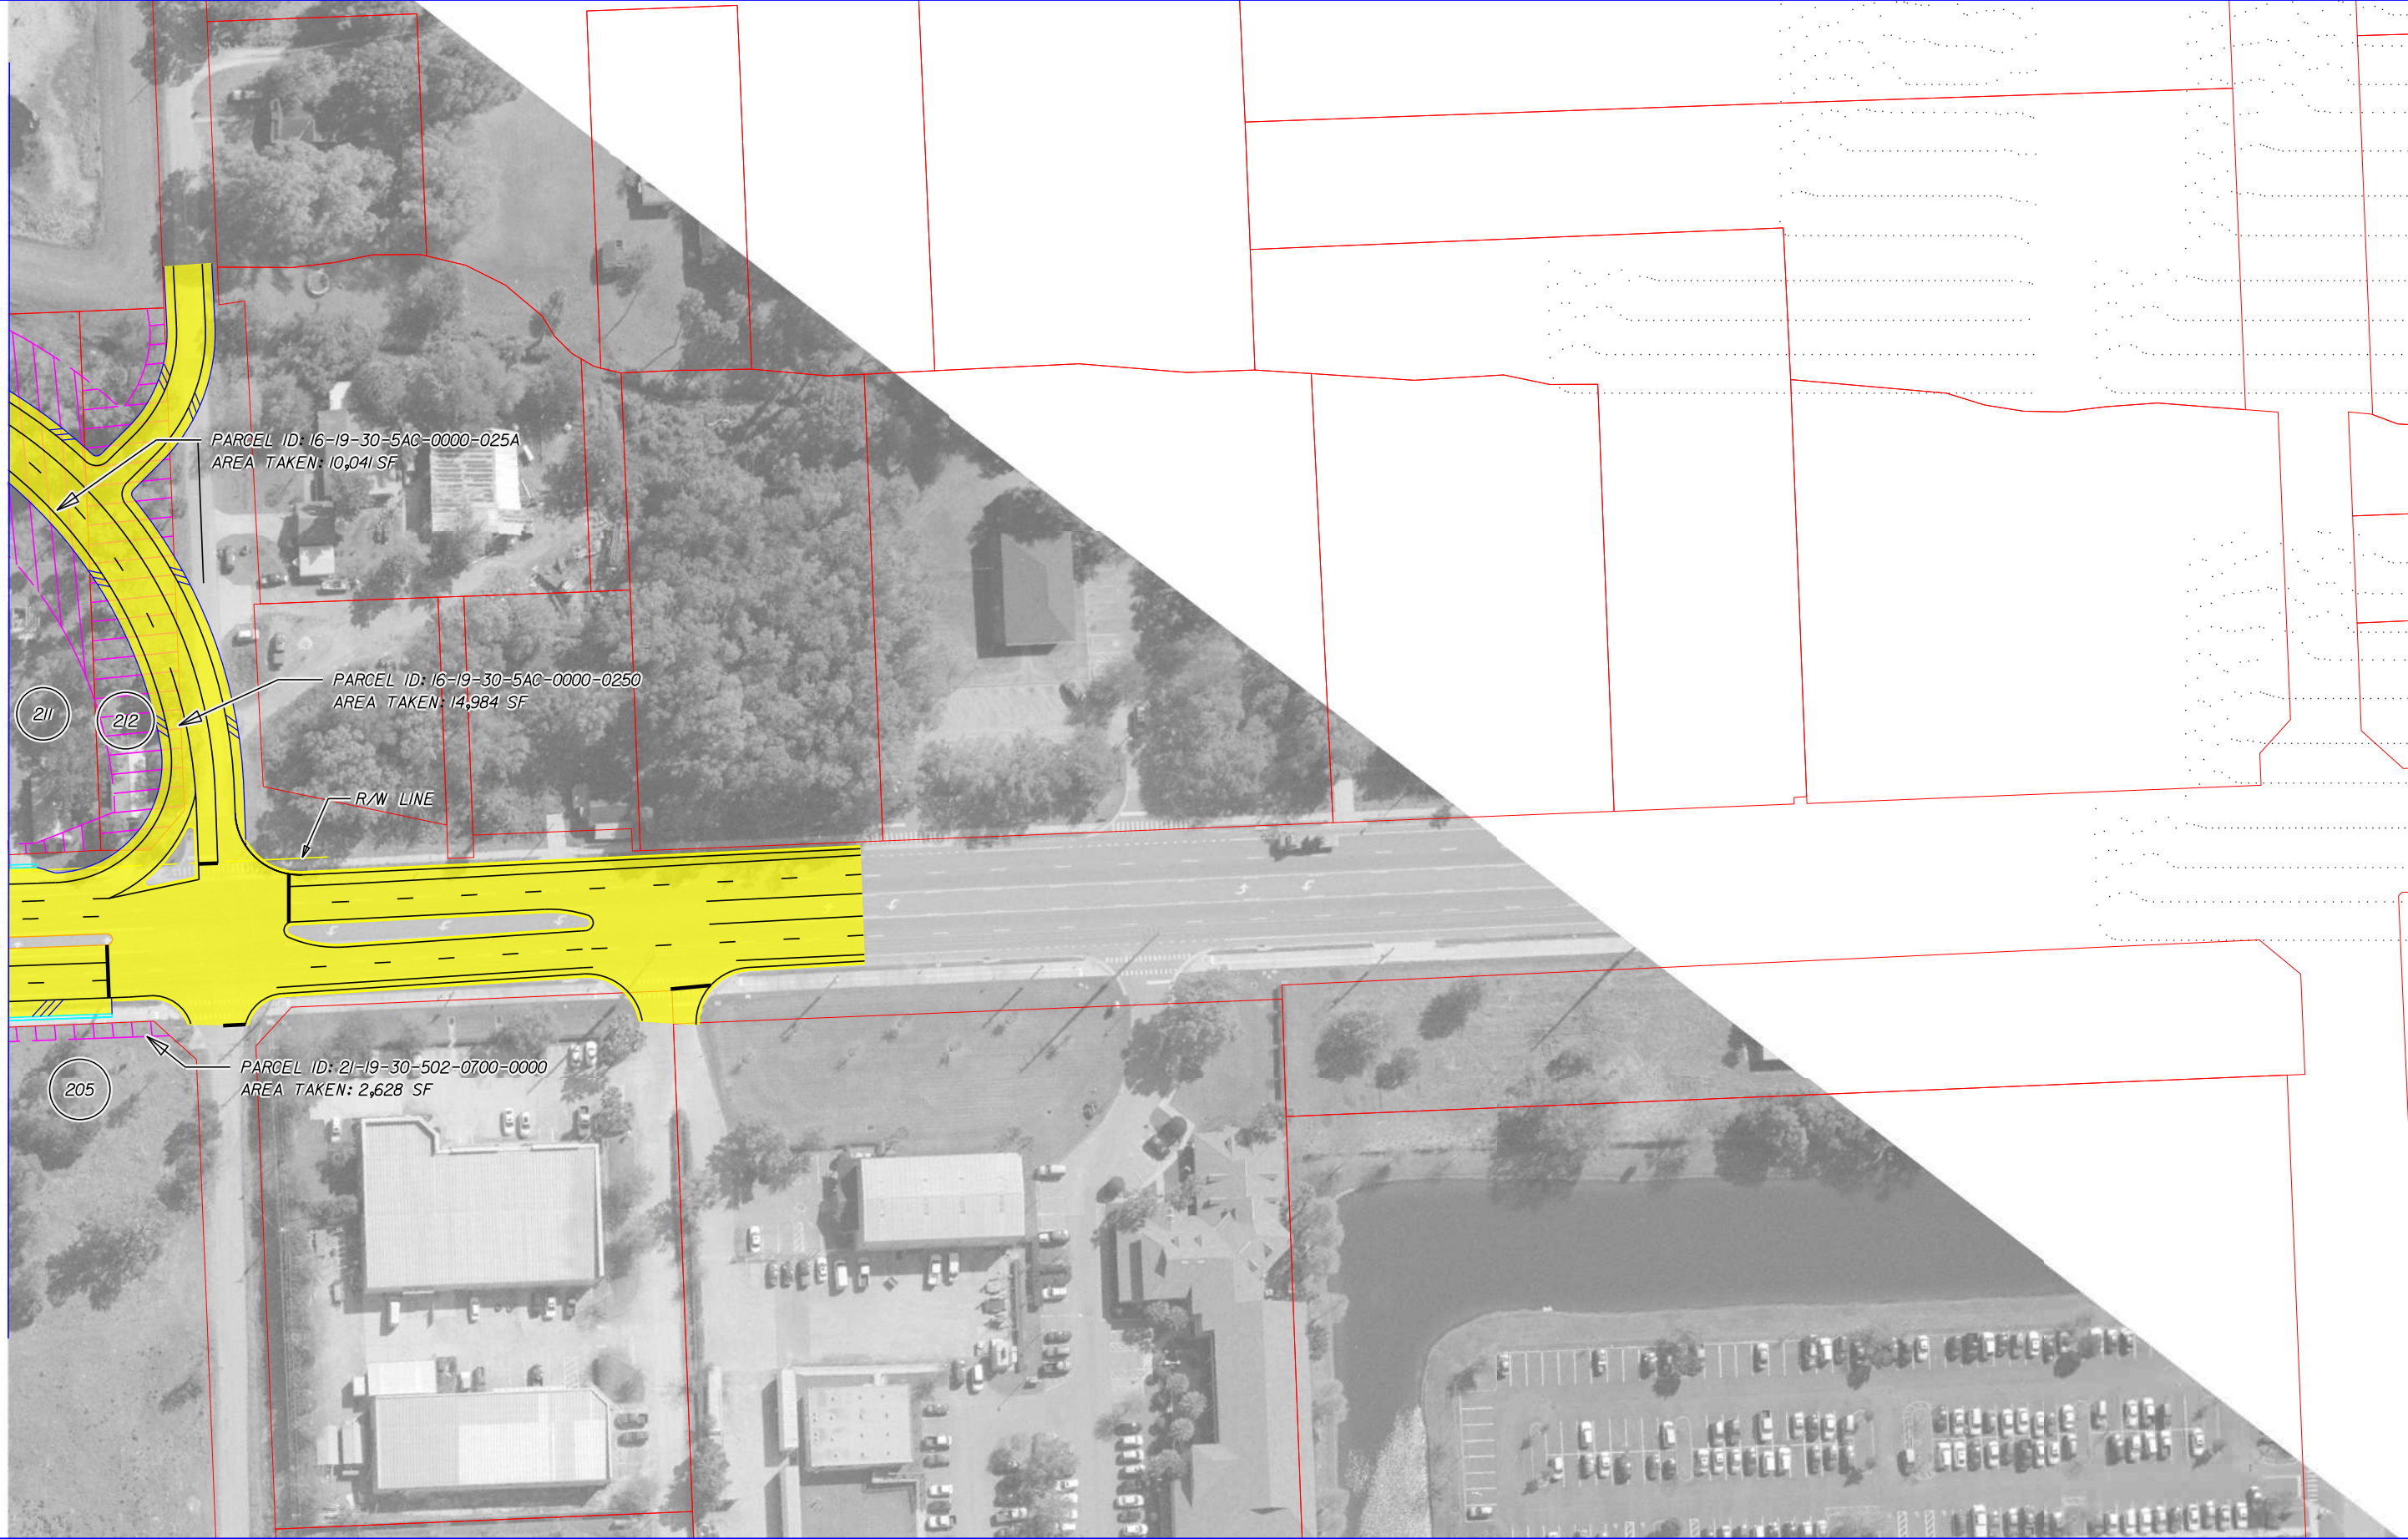 PARCEL ID: 16-19-30-5AC-0000-025A
AREA TAKEN: 10,041 SF
PARCEL ID: 16-19-30-5AC-0000-0250
AREA TAKEN: 14,984 SF
211
212
R/W LINE
PARCEL ID: 21-19-30-502-0700-0000
AREA TAKEN: 2,628 SF
205